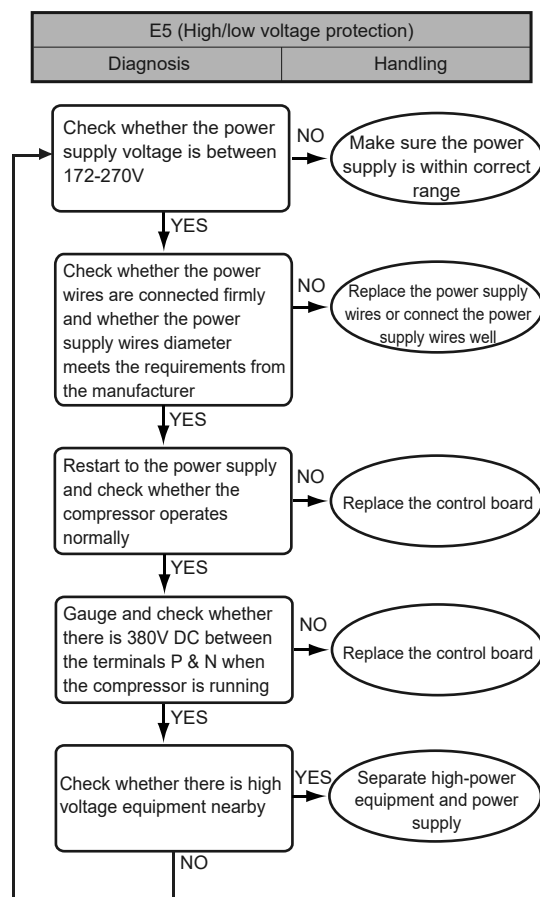 E5 (High/low voltage protection)
Diagnosis
Handling
Check whether the power
supply voltage is between
172-270V
NO
Make sure the power
supply is within correct
range
YES
Check whether the power
wires are connected firmly
and whether the power
supply wires diameter
meets the requirements from
the manufacturer
NO
Replace the power supply
wires or connect the power
supply wires well
YES
Restart to the power supply
and check whether the
compressor operates
normally
NO
Replace the control board
YES
Gauge and check whether
there is 380V DC between
the terminals P & N when
the compressor is running
NO
Replace the control board
YES
Check whether there is high
voltage equipment nearby
YES
Separate high-power
equipment and power
supply
NO